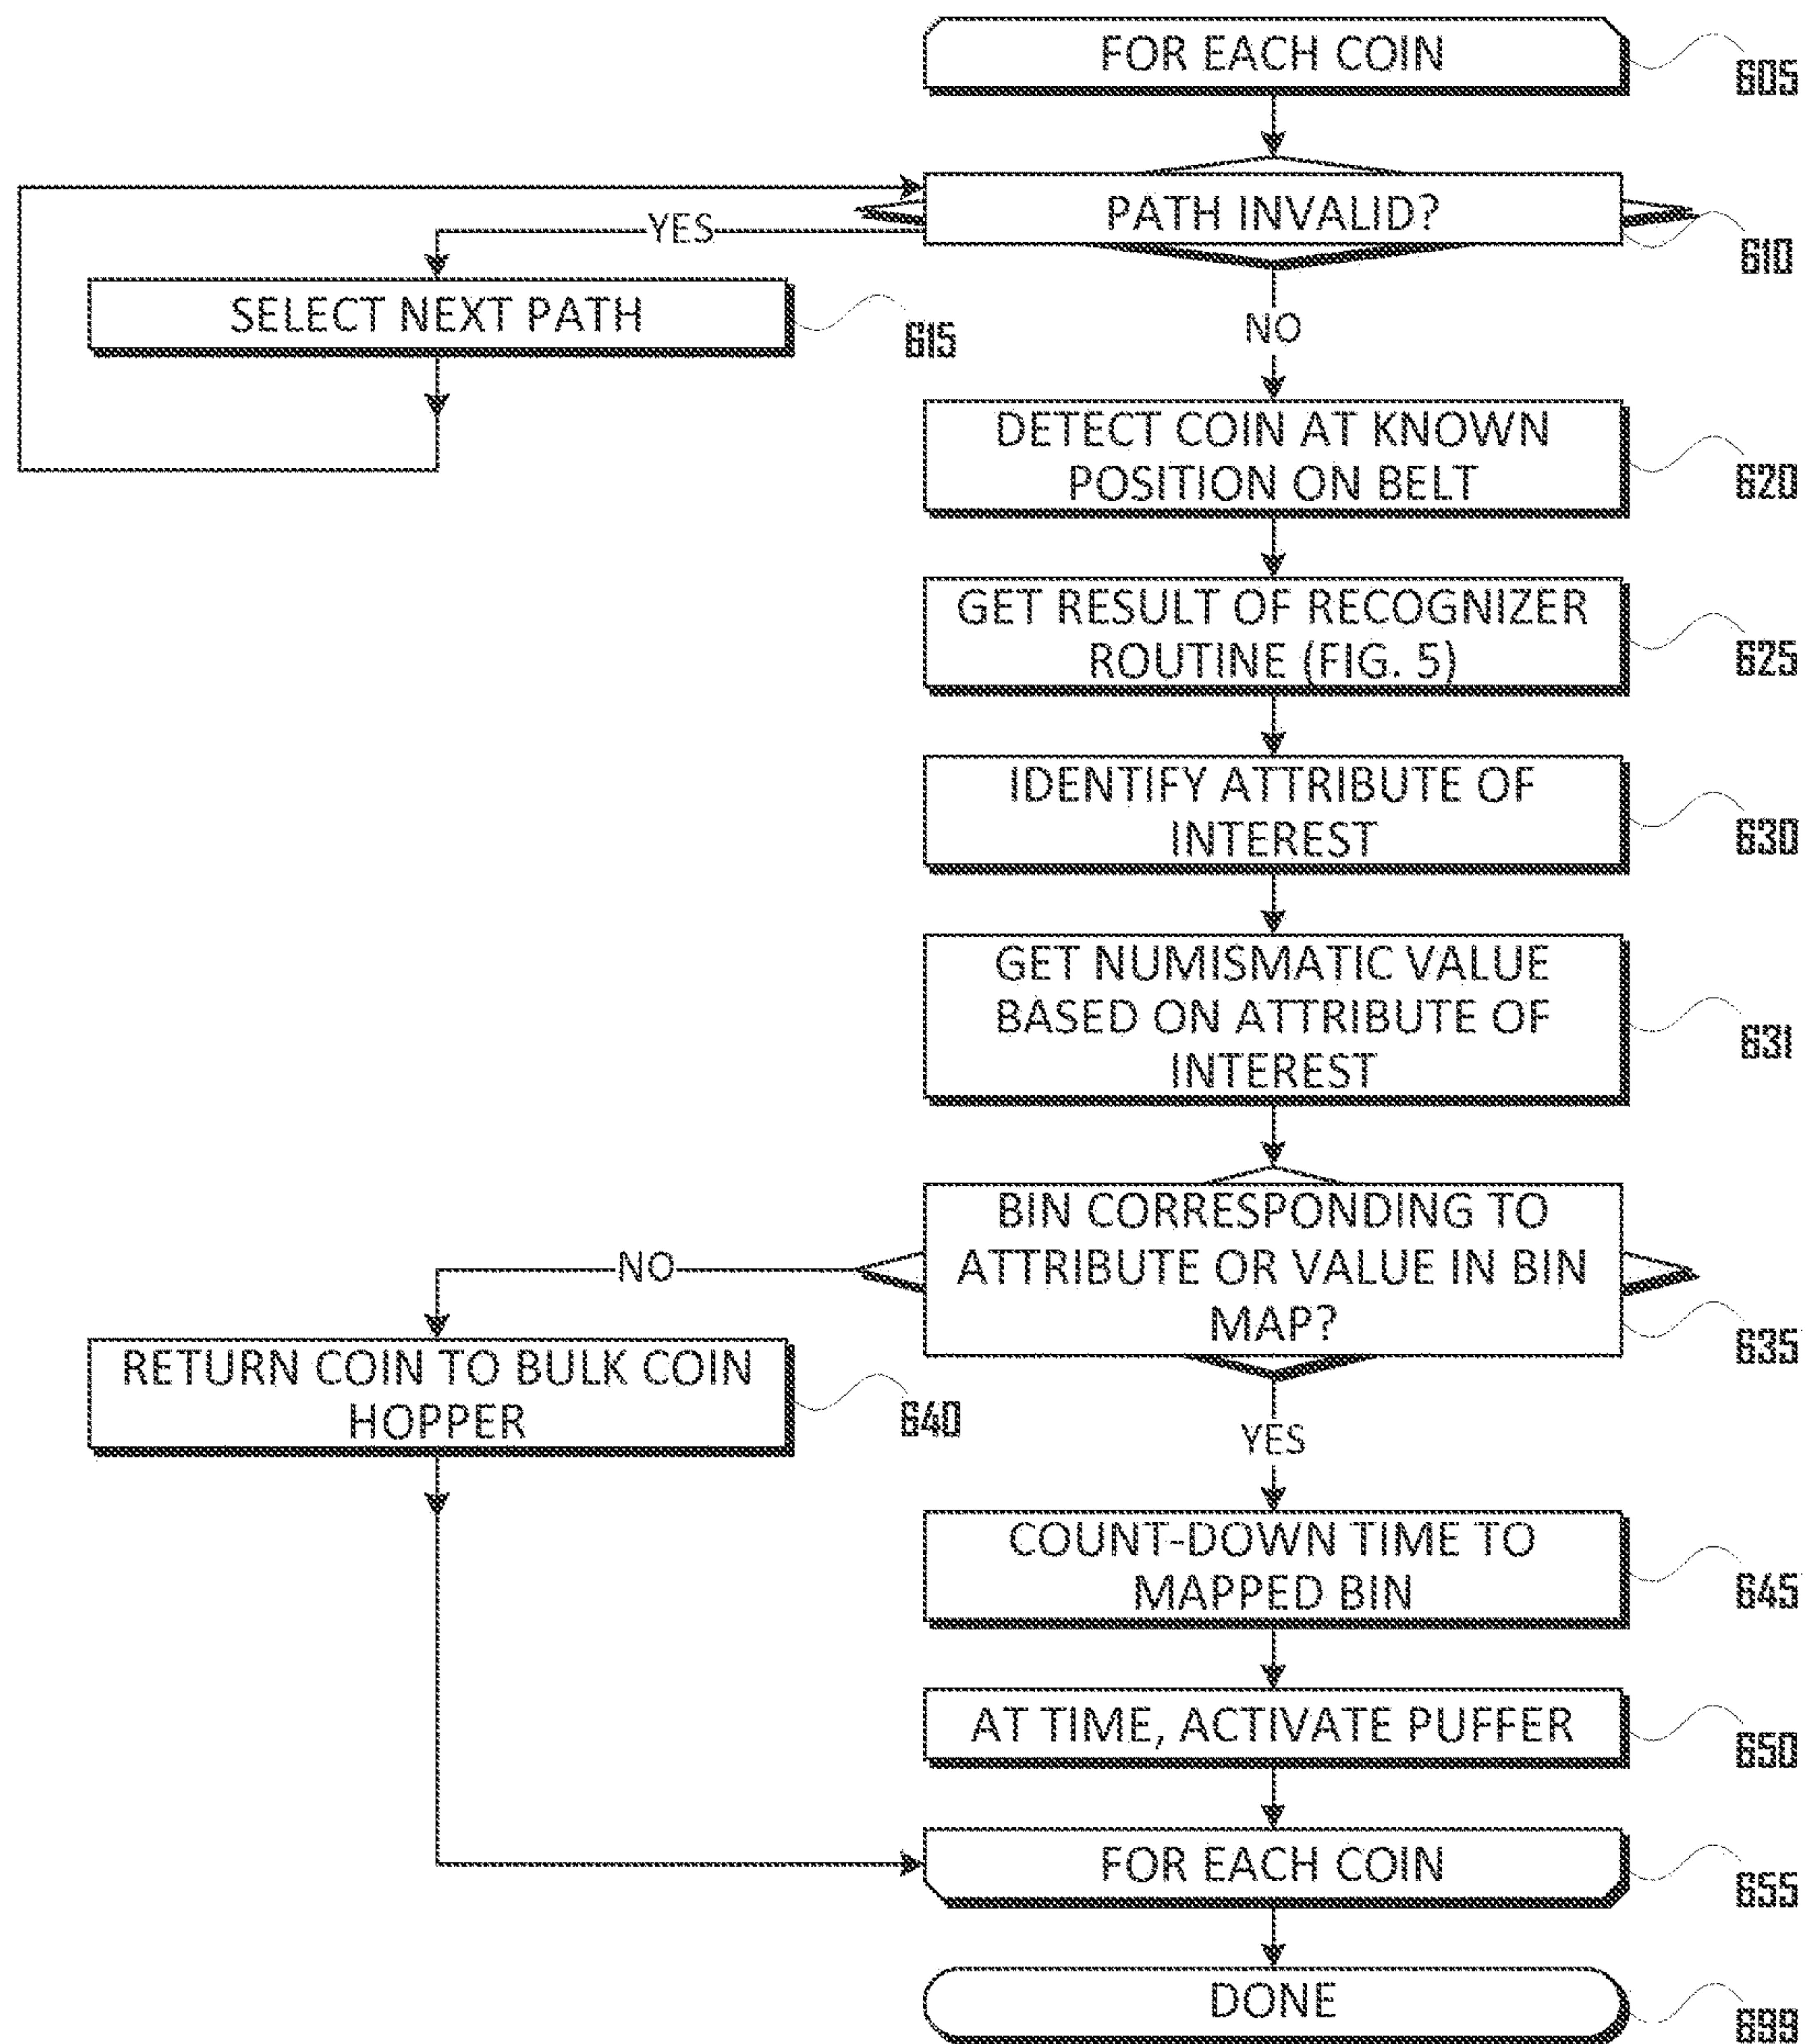 FOR EACH COIN
605
PATH INVALID?
610
YES
SELECT NEXT PATH
615
NO
DETECT COIN AT KNOWN
POSITION ON BELT
620
GET RESULT OF RECOGNIZER
ROUTINE (FIG. 5)
625
IDENTIFY ATTRIBUTE OF
INTEREST
630
GET NUMISMATIC VALUE
BASED ON ATTRIBUTE OF
INTEREST
631
BIN CORRESPONDING TO
ATTRIBUTE OR VALUE IN BIN
MAP?
635
NO
RETURN COIN TO BULK COIN
HOPPER
640
YES
COUNT-DOWN TIME TO
MAPPED BIN
645
AT TIME, ACTIVATE PUFFER
650
FOR EACH COIN
655
DONE
699